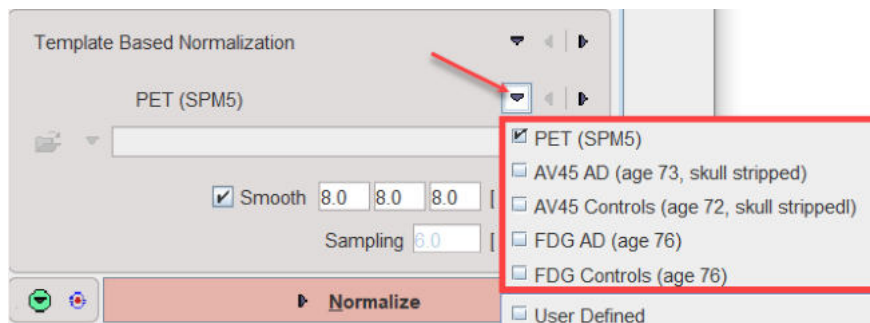 Template Based Normalization
PET (SPM5)
Smooth 8.0 8.0 8.0 [
Sampling 6.0 [
Normalize
PET (SPM5)
AV45 AD (age 73, skull stripped)
AV45 Controls (age 72, skull strippedl)
FDG AD (age 76)
FDG Controls (age 76)
User Defined